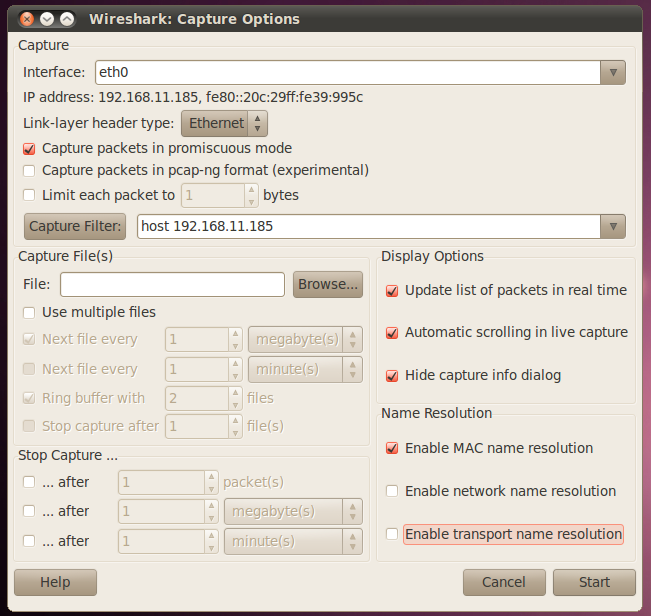 Wireshark: Capture Options
Capture
Interface: eth0
IP address: 192.168.11.185, fe80::20c:29ff:fe39:995c
Link-layer header type: Ethernet
Capture packets in promiscuous mode
Capture packets in pcap-ng format (experimental)
Limit each packet to 1 bytes
Capture Filter: host 192.168.11.185
Capture File(s)
File: Browse...
Use multiple files
Next file every 1 megabyte(s)
Next file every 1 minute(s)
Ring buffer with 2 files
Stop capture after 1 file(s)
Stop Capture ...
... after 1 packet(s)
... after 1 megabyte(s)
... after 1 minute(s)
Display Options
Update list of packets in real time
Automatic scrolling in live capture
Hide capture info dialog
Name Resolution
Enable MAC name resolution
Enable network name resolution
Enable transport name resolution
Help Cancel Start